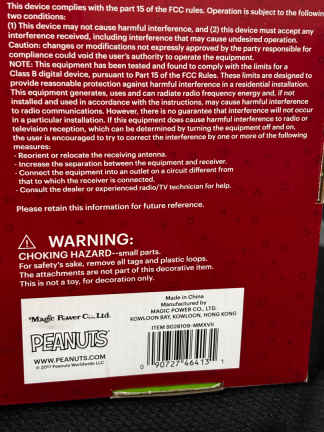 This device complies with the part 15 of the FCC rules. Operation is subject to the following
two conditions:
(1) This device may not cause harmful interference, and (2) this device must accept any
interference received, including interference that may cause undesired operation.
Caution: changes or modifications not expressly approved by the party responsible for
compliance could void the user's authority to operate the equipment.
NOTE: This equipment has been tested and found to comply with the limits for a
Class B digital device, pursuant to Part 15 of the FCC Rules. These limits are designed to
provide reasonable protection against harmful interference in a residential installation.
This equipment generates, uses and can radiate radio frequency energy and, if not
installed and used in accordance with the instructions, may cause harmful interference
to radio communications. However, there is no guarantee that interference will not occur
in a particular installation. If this equipment does cause harmful interference to radio or
television reception, which can be determined by turning the equipment off and on,
the user is encouraged to try to correct the interference by one or more of the following
measures:
- Reorient or relocate the receiving antenna.
- Increase the separation between the equipment and receiver.
- Connect the equipment into an outlet on a circuit different from
that to which the receiver is connected.
- Consult the dealer or experienced radio/TV technician for help.
Please retain this information for future reference.
WARNING:
CHOKING HAZARD--small parts.
For safety's sake, remove all tags and plastic loops.
The attachments are not part of this decorative item.
This is not a toy, for decoration only.
Magic Power Co., Ltd.
PEANUTS
WWW.PEANUTS.COM
© 2017 Peanuts Worldwide LLC
Made in China
Manufactured by
MAGIC POWER CO., LTD.
KOWLOON BAY, KOWLOON, HONG KONG
ITEM 9028109-MMXVII
0 90727 46413 1